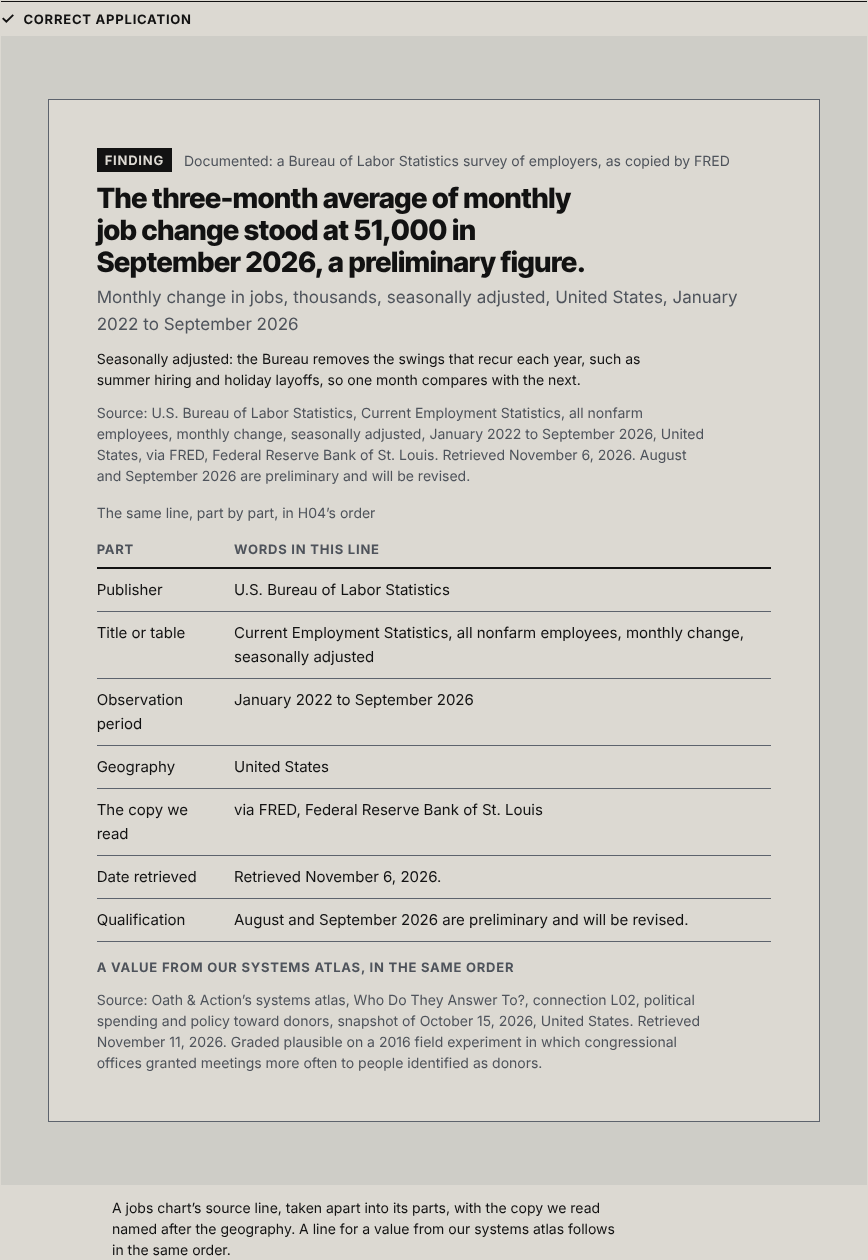 ✓ CORRECT APPLICATION
FINDING Documented: a Bureau of Labor Statistics survey of employers, as copied by FRED
The three-month average of monthly
job change stood at 51,000 in
September 2026, a preliminary figure.
Monthly change in jobs, thousands, seasonally adjusted, United States, January
2022 to September 2026
Seasonally adjusted: the Bureau removes the swings that recur each year, such as
summer hiring and holiday layoffs, so one month compares with the next.
Source: U.S. Bureau of Labor Statistics, Current Employment Statistics, all nonfarm
employees, monthly change, seasonally adjusted, January 2022 to September 2026, United
States, via FRED, Federal Reserve Bank of St. Louis. Retrieved November 6, 2026. August
and September 2026 are preliminary and will be revised.
The same line, part by part, in H04’s order
PART WORDS IN THIS LINE
Publisher U.S. Bureau of Labor Statistics
Title or table Current Employment Statistics, all nonfarm employees, monthly change,
seasonally adjusted
Observation January 2022 to September 2026
period
Geography United States
The copy we via FRED, Federal Reserve Bank of St. Louis
read
Date retrieved Retrieved November 6, 2026.
Qualification August and September 2026 are preliminary and will be revised.
A VALUE FROM OUR SYSTEMS ATLAS, IN THE SAME ORDER
Source: Oath & Action’s systems atlas, Who Do They Answer To?, connection L02, political
spending and policy toward donors, snapshot of October 15, 2026, United States. Retrieved
November 11, 2026. Graded plausible on a 2016 field experiment in which congressional
offices granted meetings more often to people identified as donors.
A jobs chart’s source line, taken apart into its parts, with the copy we read
named after the geography. A line for a value from our systems atlas follows
in the same order.